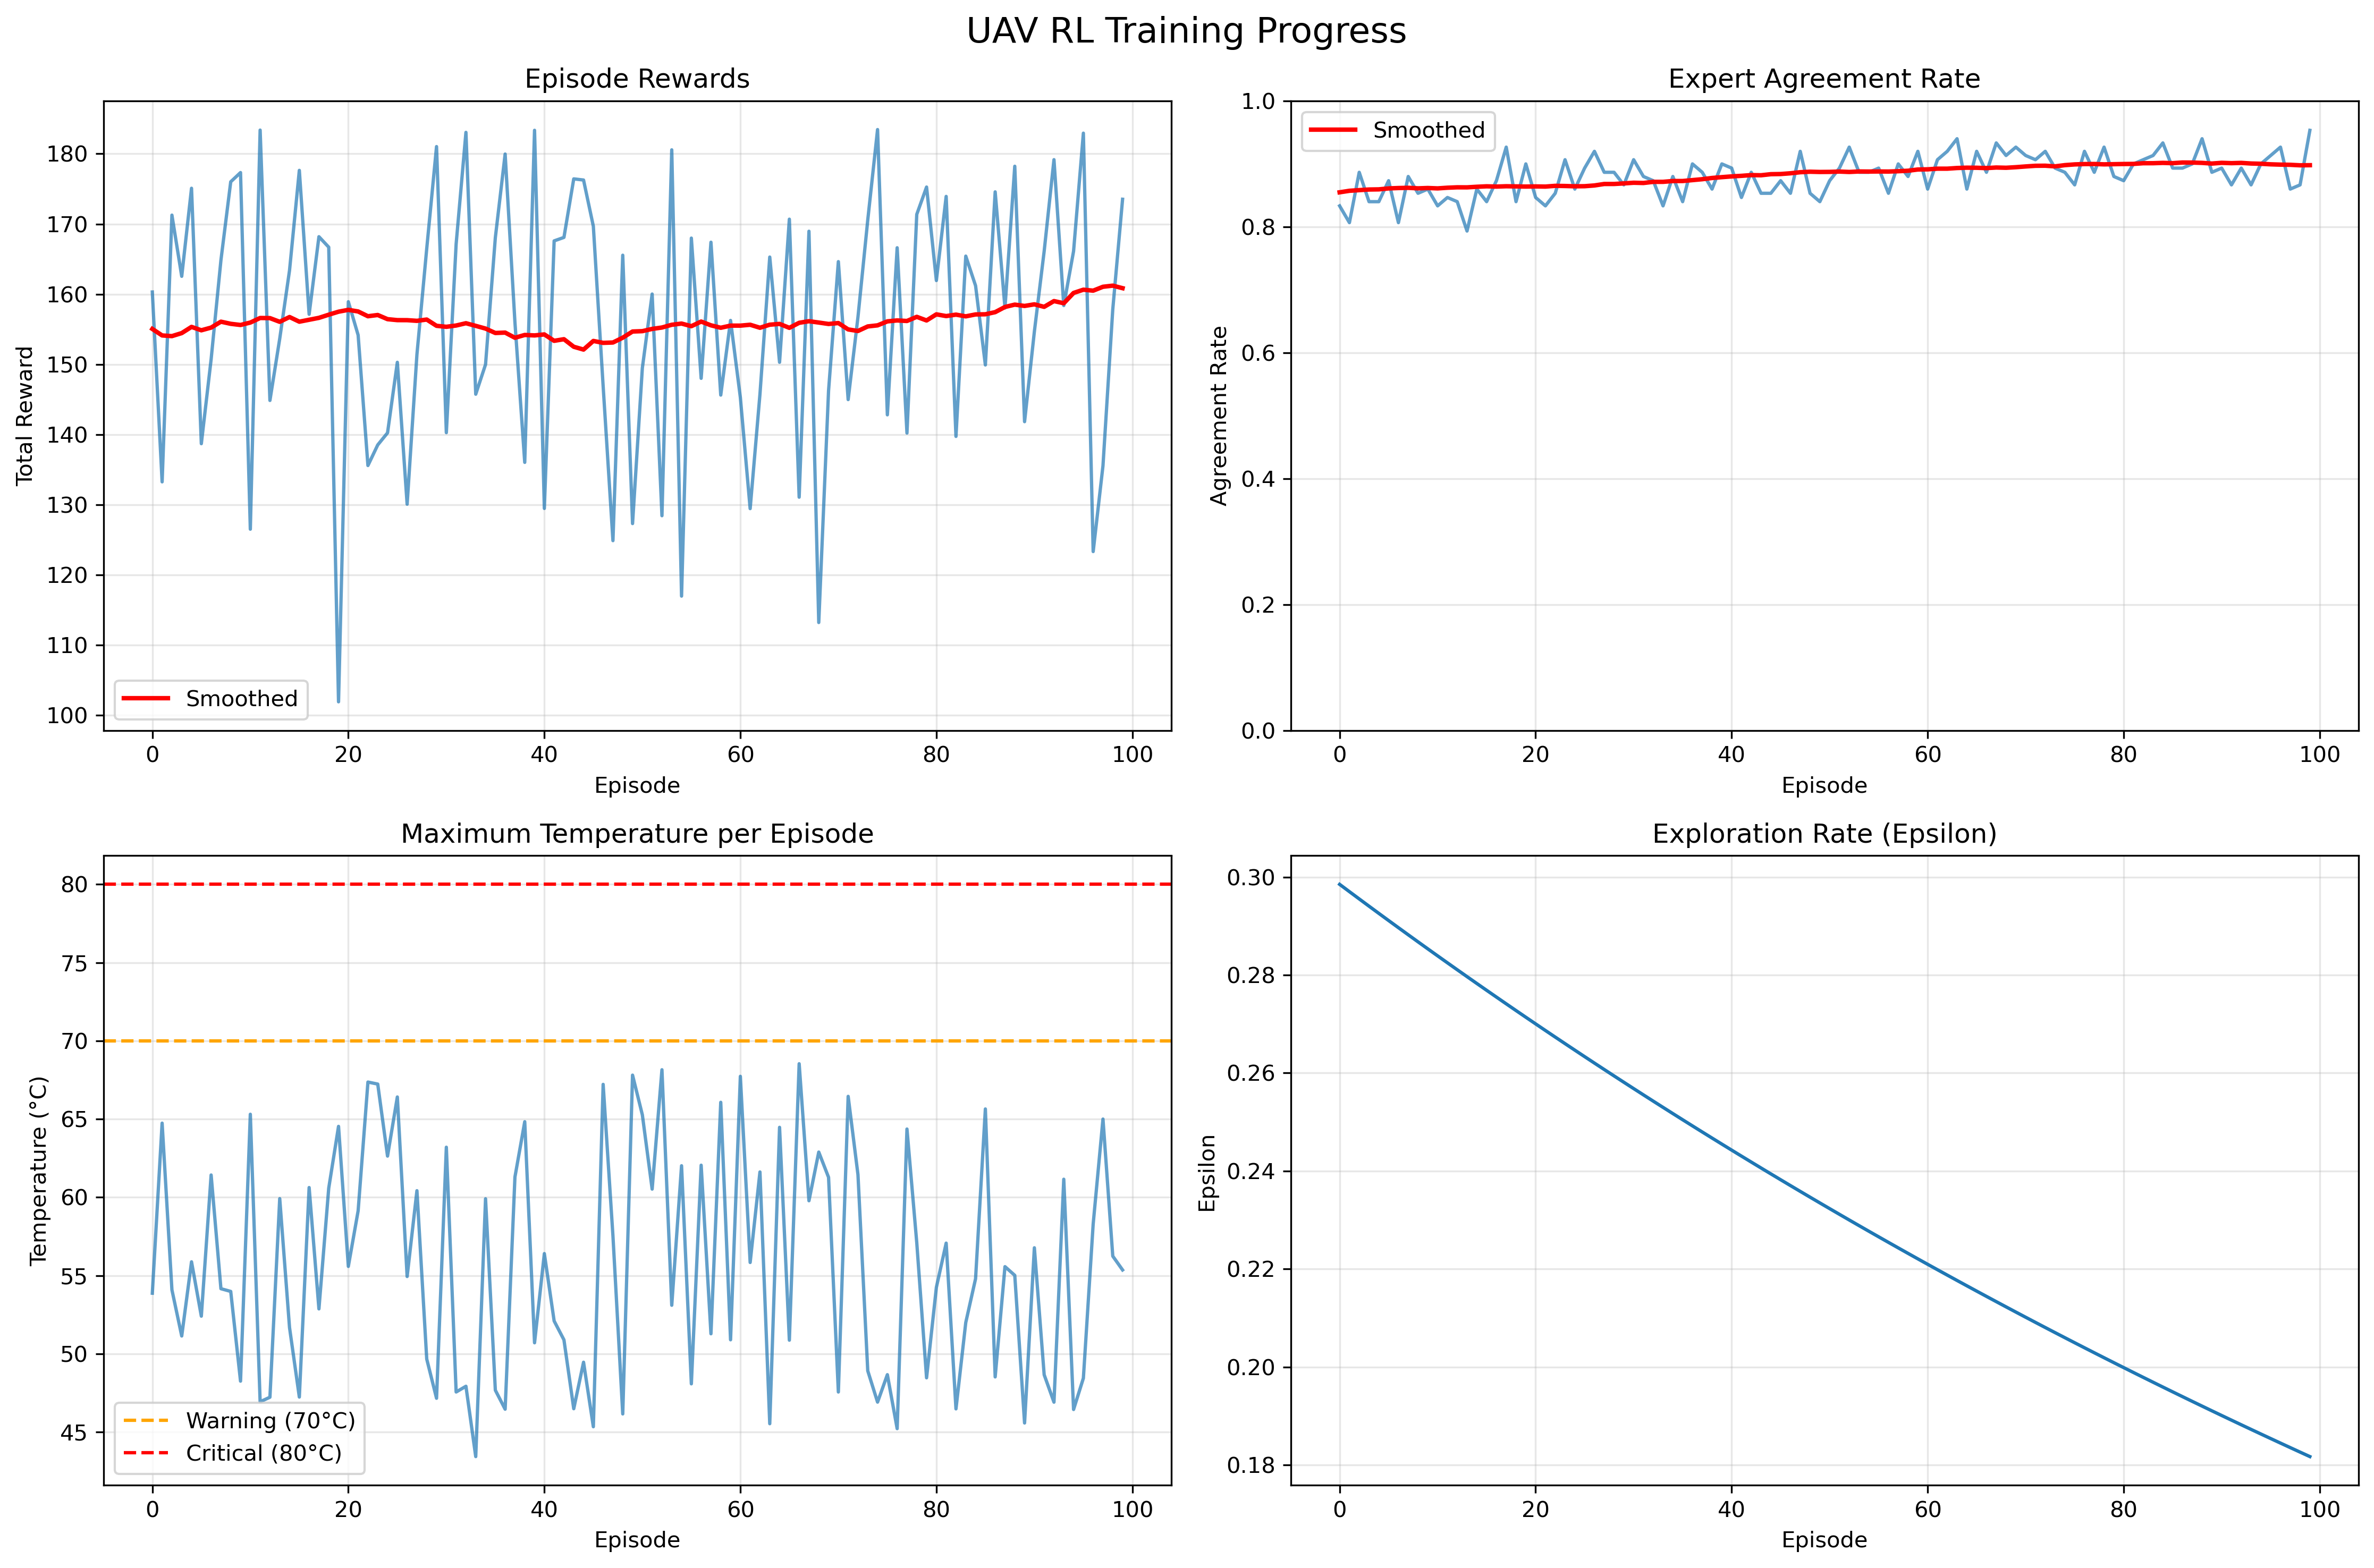 UAV RL Training Progress
Episode Rewards
Total Reward
180
170
160
150
140
130
120
110
100
Smoothed
0 20 40 60 80 100
Episode
Expert Agreement Rate
Agreement Rate
1.0
0.8
0.6
0.4
0.2
0.0
Smoothed
0 20 40 60 80 100
Episode
Maximum Temperature per Episode
Temperature (°C)
80
75
70
65
60
55
50
45
Warning (70°C)
Critical (80°C)
0 20 40 60 80 100
Episode
Exploration Rate (Epsilon)
Epsilon
0.30
0.28
0.26
0.24
0.22
0.20
0.18
0 20 40 60 80 100
Episode